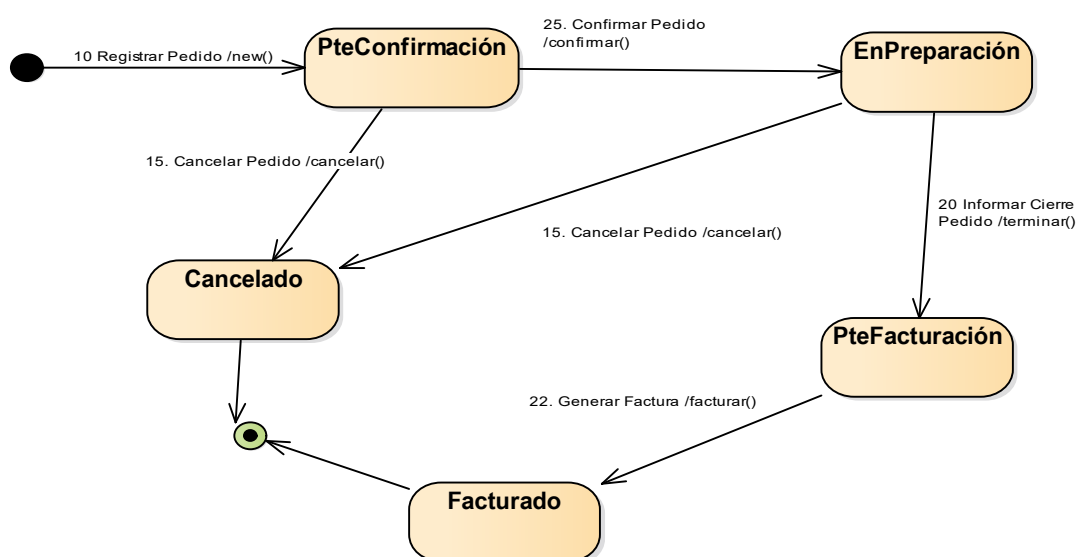 25. Confirmar Pedido
/confirmar()
10 Registrar Pedido /new()
PteConfirmación
EnPreparación
15. Cancelar Pedido /cancelar()
20 Informar Cierre
Pedido /terminar()
15. Cancelar Pedido /cancelar()
Cancelado
PteFacturación
22. Generar Factura /facturar()
Facturado